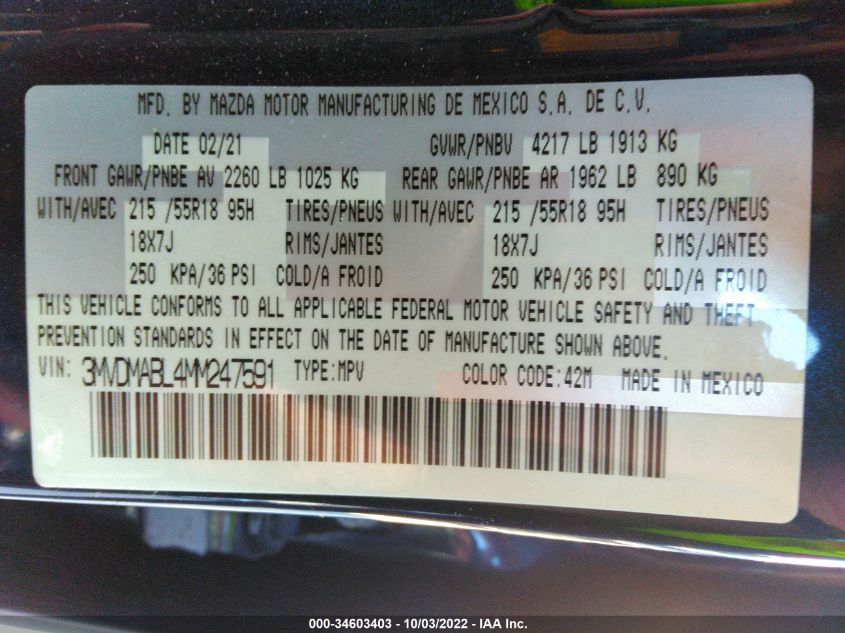 MFD. BY MAZDA MOTOR MANUFACTURING DE MEXICO S.A. DE C.V.
DATE 02/21 GVWR/PNBV 4217 LB 1913 KG
FRONT GAWR/PNBE AV 2260 LB 1025 KG REAR GAWR/PNBE AR 1962 LB 890 KG
WITH/AVEC 215 /55R18 95H TIRES/PNEUS WITH/AVEC 215 /55R18 95H TIRES/PNEUS
18X7J RIMS/JANTES 18X7J RIMS/JANTES
250 KPA/36 PSI COLD/A FROID 250 KPA/36 PSI COLD/A FROID
THIS VEHICLE CONFORMS TO ALL APPLICABLE FEDERAL MOTOR VEHICLE SAFETY AND THEFT
PREVENTION STANDARDS IN EFFECT ON THE DATE OF MANUFACTURE SHOWN ABOVE.
VIN: 3MVDMABL4MM247591 TYPE:MPV COLOR CODE:42M MADE IN MEXICO
000-34603403 - 10/03/2022 - IAA Inc.